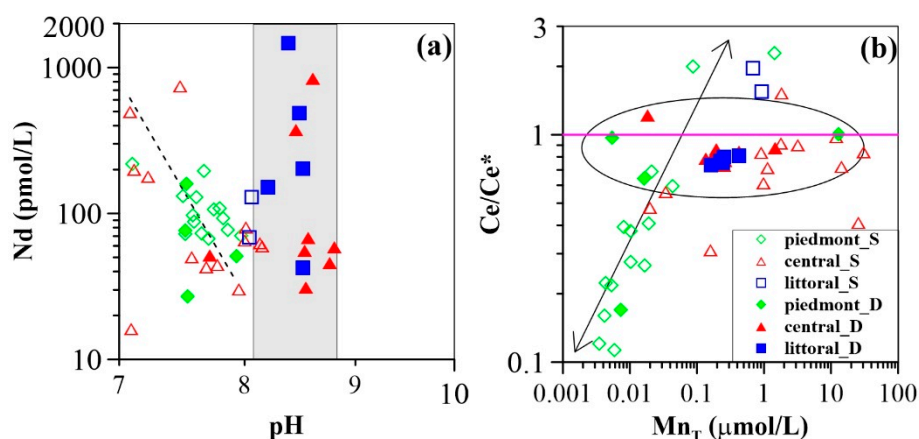 2000
1000
100
10
7
8
9
10
Nd (pmol/L)
pH
(a)
3
1
0.1
0.001
0.01
0.1
1
10
100
Ce/Ce*
Mn_T (μmol/L)
(b)
piedmont_S
central_S
littoral_S
piedmont_D
central_D
littoral_D